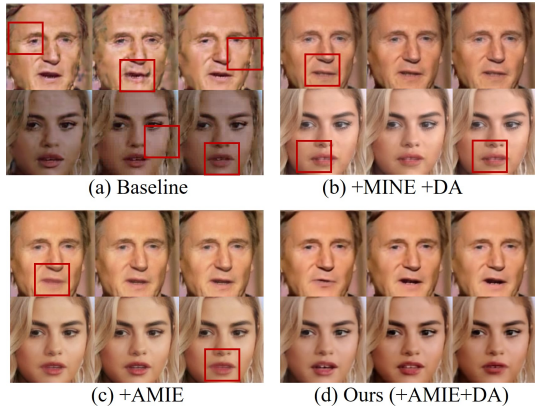 (a) Baseline
(b) +MINE +DA
(c) +AMIE
(d) Ours (+AMIE+DA)